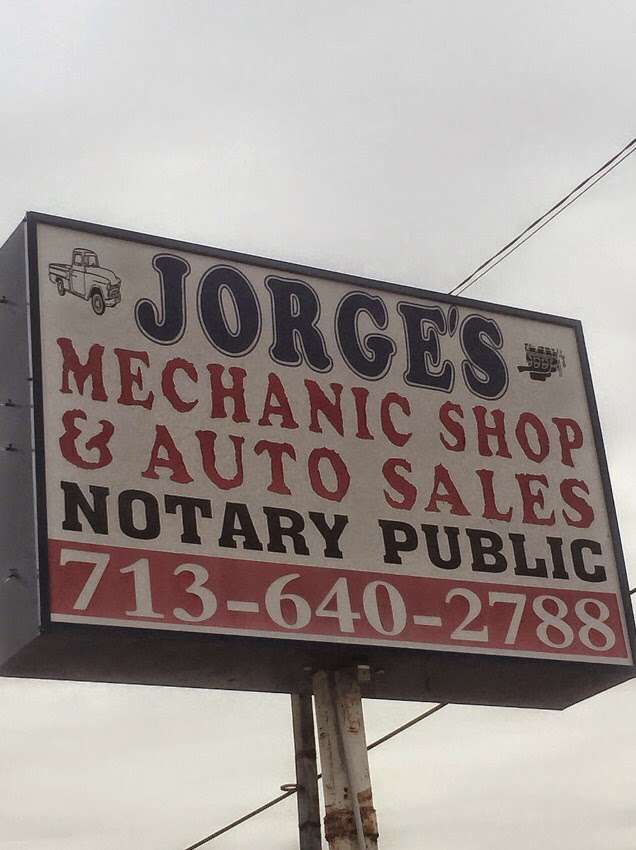 JORGE'S
MECHANIC SHOP
& AUTO SALES
NOTARY PUBLIC
713-640-2788